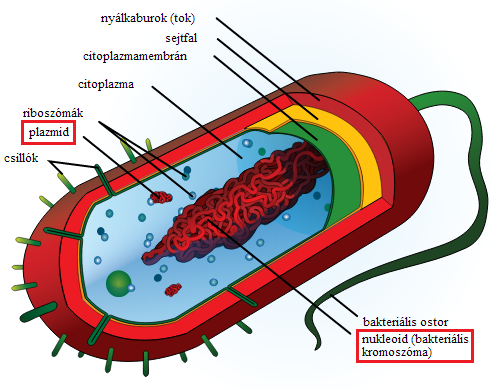 nyálkaburok (tok)
sejtfal
citoplazmamembrán
citoplazma
riboszómák
plazmid
csillók
bakteriális ostor
nukleoid (bakteriális
kromoszóma)